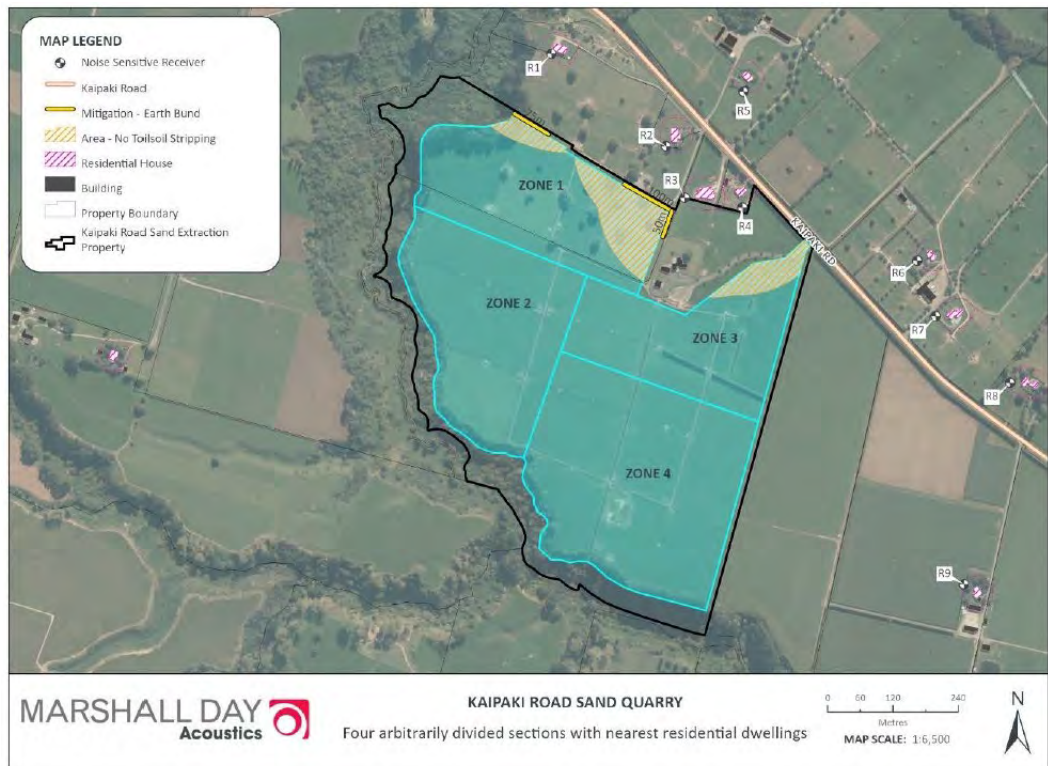 MAP LEGEND
Noise Sensitive Receiver
Kaipaki Road
Mitigation - Earth Bund
Area - No Toilsoil Stripping
Residential House
Building
Property Boundary
Kaipaki Road Sand Extraction
Property
R1
R2
R3
R4
R5
R6
R7
R8
R9
KAIPAKI RD
ZONE 1
ZONE 2
ZONE 3
ZONE 4
MARSHALL DAY
Acoustics
KAIPAKI ROAD SAND QUARRY
Four arbitrarily divided sections with nearest residential dwellings
0 60 120 240
Metres
MAP SCALE: 1:6,500
N